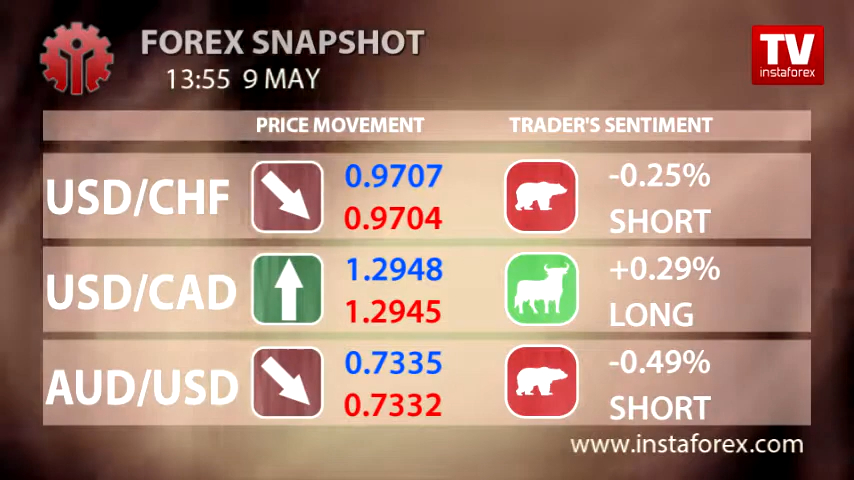 FOREX SNAPSHOT
13:55 9 MAY
TV
instaforex
PRICE MOVEMENT TRADER'S SENTIMENT
USD/CHF 0.9707 -0.25%
0.9704 SHORT
USD/CAD 1.2948 +0.29%
1.2945 LONG
AUD/USD 0.7335 -0.49%
0.7332 SHORT
www.instaforex.com